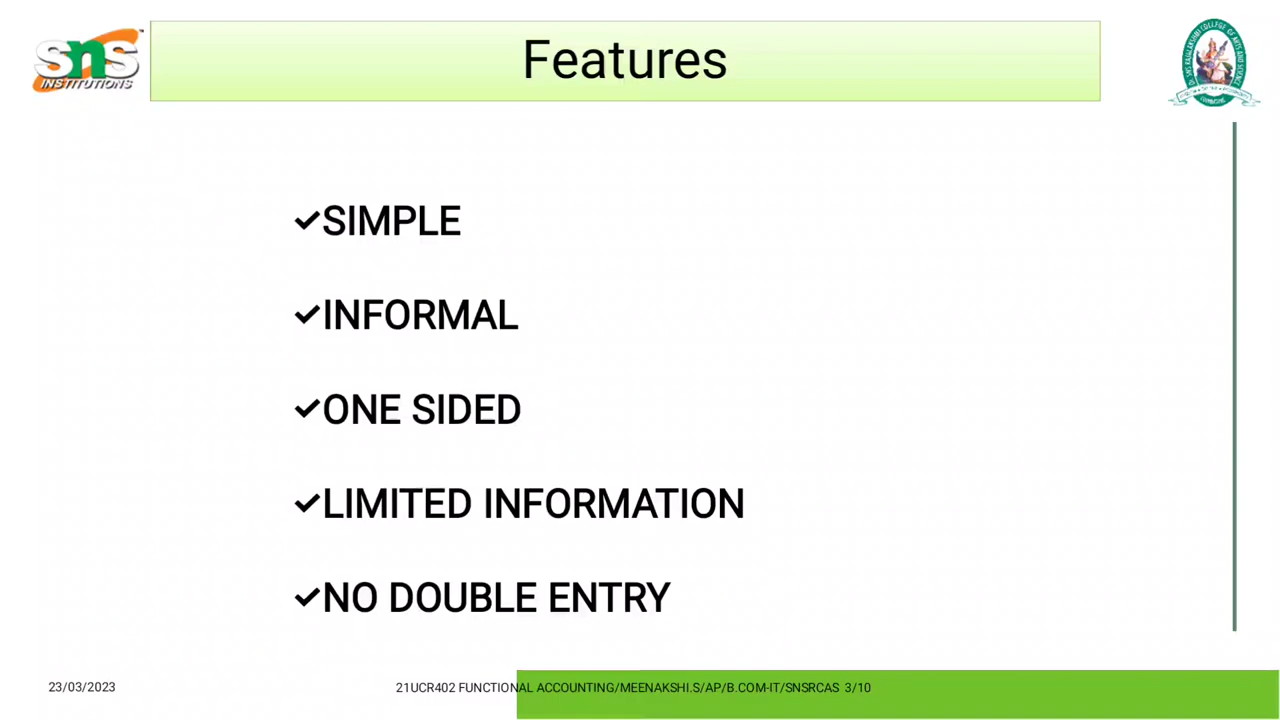 sns
INSTITUTIONS
Features
✓SIMPLE
✓INFORMAL
✓ONE SIDED
✓LIMITED INFORMATION
✓NO DOUBLE ENTRY
23/03/2023
21UCR402 FUNCTIONAL ACCOUNTING/MEENAKSHI.S/AP/B.COM-IT/SNSRCAS 3/10